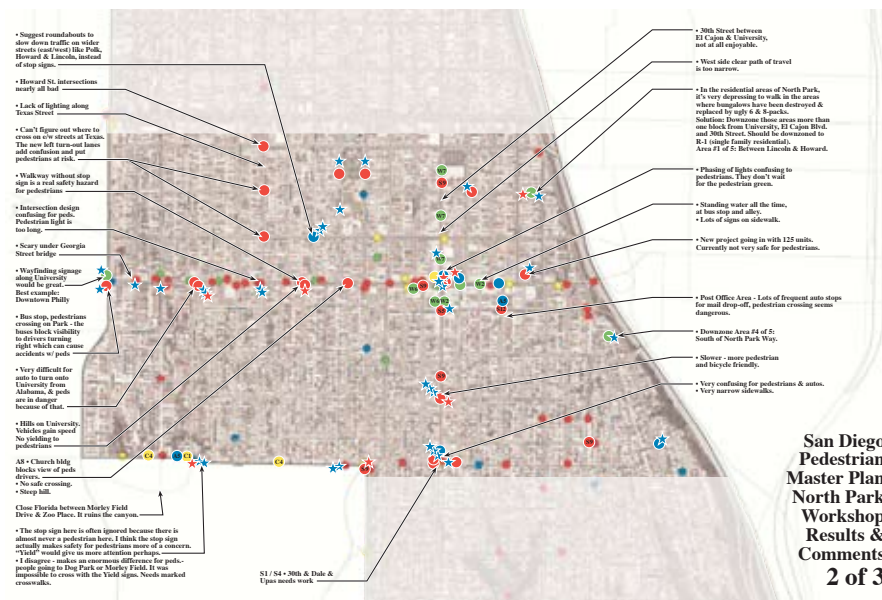 • Suggest roundabouts to
slow down traffic on wider
streets (east/west) like Polk,
Howard & Lincoln, instead
of stop signs.
• Howard St. intersections
nearly all bad
• Lack of lighting along
Texas Street
• Can't figure out where to
cross on e/w streets at Texas.
The new left turn-out lanes
add confusion and put
pedestrians at risk.
• Walkway without stop
sign is a real safety hazard
for pedestrians
• Intersection design
confusing for peds.
Pedestrian light is
too long.
• Scary under Georgia
Street bridge
• Wayfinding signage
along University
would be great.
Best example:
Downtown Philly
• Bus stop, pedestrians
crossing on Park - the
buses block visibility
to drivers turning
right which can cause
accidents w/ peds
• Very difficult for
auto to turn onto
University from
Alabama, & peds
are in danger
because of that.
• Hills on University.
Vehicles gain speed
No yielding to
pedestrians
A8 • Church bldg
blocks view of peds
drivers.
• No safe crossing.
• Steep hill.
Close Florida between Morley Field
Drive & Zoo Place. It ruins the canyon.
• The stop sign here is often ignored because there is
almost never a pedestrian here. I think the stop sign
actually makes safety for pedestrians more of a concern.
"Yield" would give us more attention perhaps.
• I disagree - makes an enormous difference for peds.-
people going to Dog Park or Morley Field. It was
impossible to cross with the Yield signs. Needs marked
crosswalks.
S1 / S4 • 30th & Dale &
Upas needs work
• 30th Street between
El Cajon & University,
not at all enjoyable.
• West side clear path of travel
is too narrow.
• In the residential areas of North Park,
it's very depressing to walk in the areas
where bungalows have been destroyed &
replaced by ugly 6 & 8-packs.
Solution: Downzone those areas more than
one block from University, El Cajon Blvd.
and 30th Street. Should be downzoned to
R-1 (single family residential).
Area #1 of 5: Between Lincoln & Howard.
• Phasing of lights confusing to
pedestrians. They don't wait
for the pedestrian green.
• Standing water all the time,
at bus stop and alley.
• Lots of signs on sidewalk.
• New project going in with 125 units.
Currently not very safe for pedestrians.
• Post Office Area - Lots of frequent auto stops
for mail drop-off, pedestrian crossing seems
dangerous.
• Downzone Area #4 of 5:
South of North Park Way.
• Slower - more pedestrian
and bicycle friendly.
• Very confusing for pedestrians & autos.
• Very narrow sidewalks.
W7
S9
W7
W2
W2
S9
C4
C1
C4
San Diego
Pedestrian
Master Plan
North Park
Workshop
Results &
Comments
2 of 3